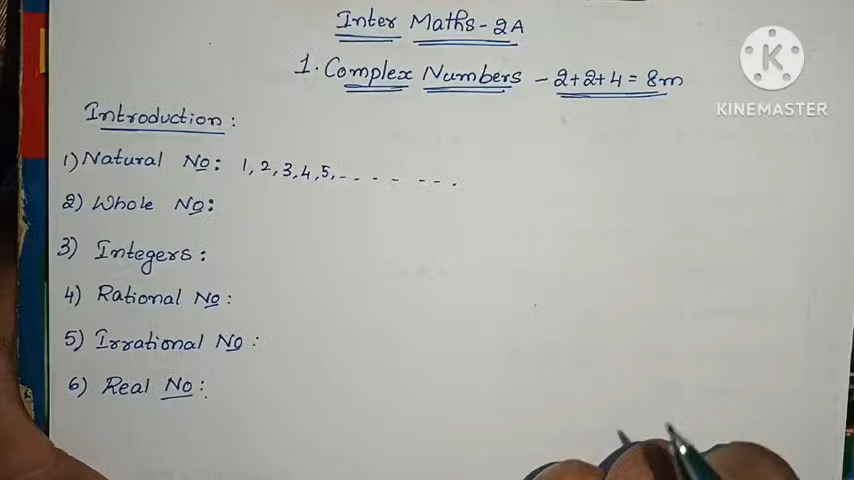 Inter Maths - 2A
1. Complex Numbers - 2+2+4 = 8m
KINEMASTER
Introduction :
1) Natural No: 1, 2, 3, 4, 5, - - - - - - .
2) Whole No:
3) Integers :
4) Rational No :
5) Irrational No :
6) Real No :